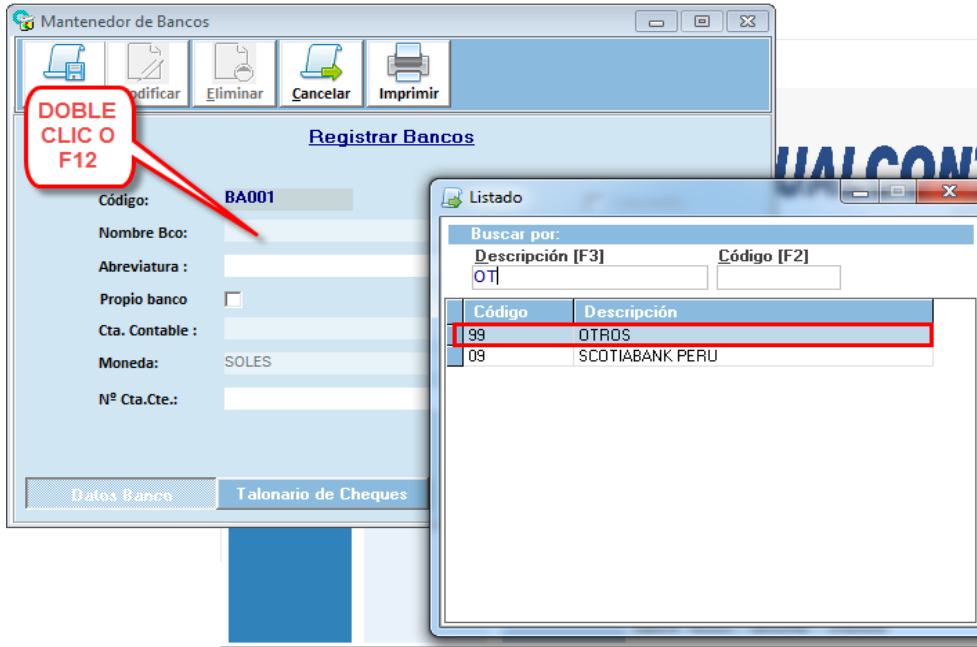 Mantenedor de Bancos
Eliminar
Cancelar
Imprimir
DOBLE
CLIC O
F12
Registrar Bancos
Código:
BA001
Nombre Bco:
Abreviatura :
Propio banco
Cta. Contable :
Moneda:
SOLES
Nº Cta.Cte.:
Datos Banco
Talonario de Cheques
Listado
Buscar por:
Descripción [F3]
Código [F2]
OT
Código
Descripción
99
OTROS
09
SCOTIABANK PERU